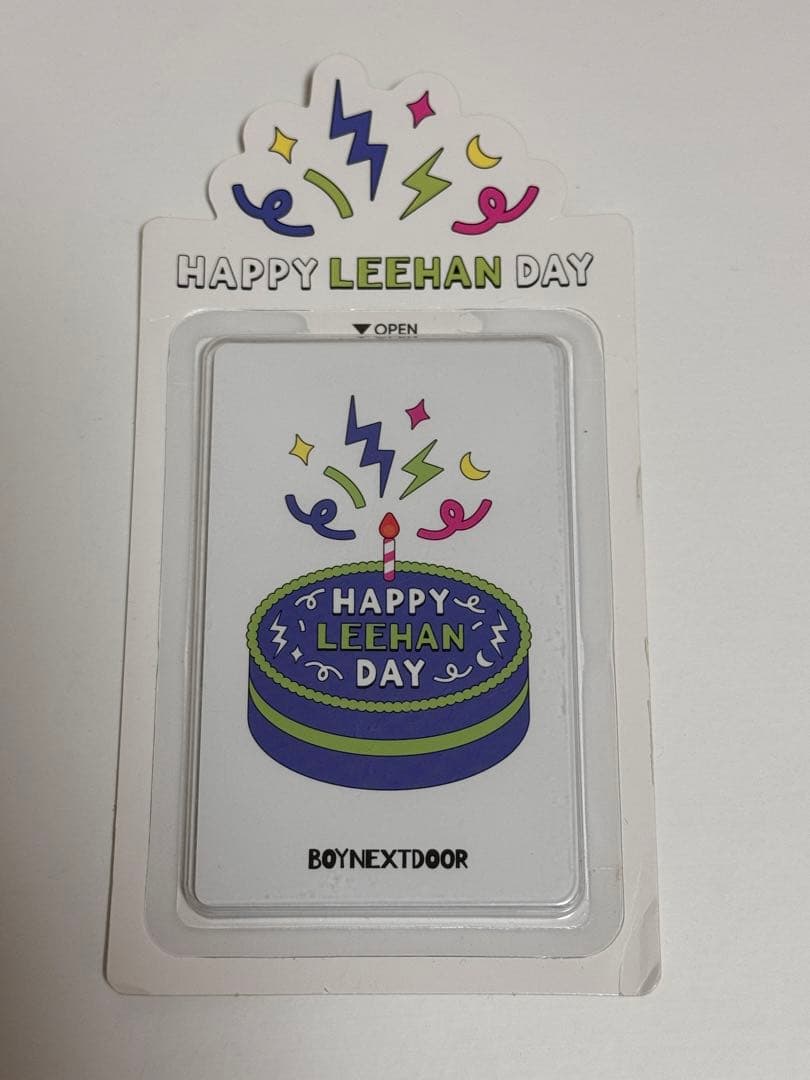 HAPPY LEEHAN DAY
▼ OPEN
HAPPY
LEEHAN
DAY
BOYNEXTDOOR